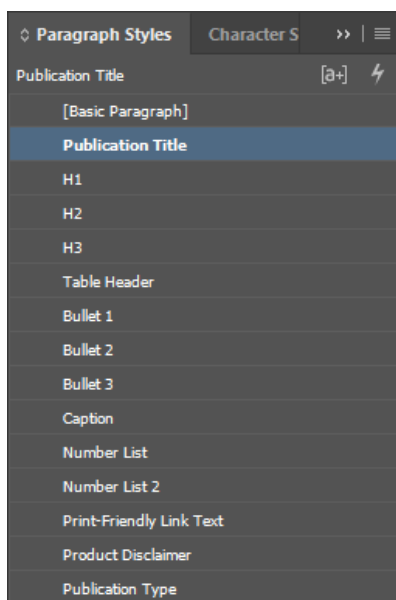 Paragraph Styles Character S
Publication Title [a+]
[Basic Paragraph]
Publication Title
H1
H2
H3
Table Header
Bullet 1
Bullet 2
Bullet 3
Caption
Number List
Number List 2
Print-Friendly Link Text
Product Disclaimer
Publication Type